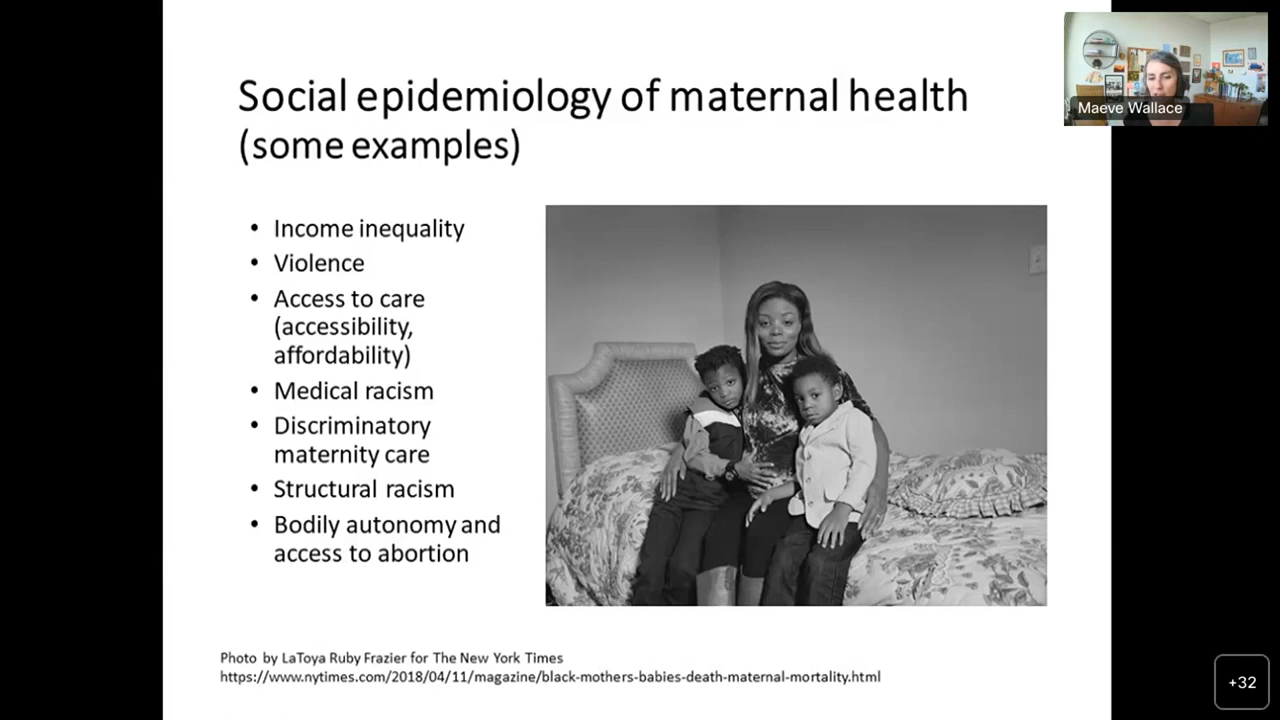 Social epidemiology of maternal health
(some examples)
• Income inequality
• Violence
• Access to care
(accessibility,
affordability)
• Medical racism
• Discriminatory
maternity care
• Structural racism
• Bodily autonomy and
access to abortion
Photo by LaToya Ruby Frazier for The New York Times
https://www.nytimes.com/2018/04/11/magazine/black-mothers-babies-death-maternal-mortality.html
Maeve Wallace
+32